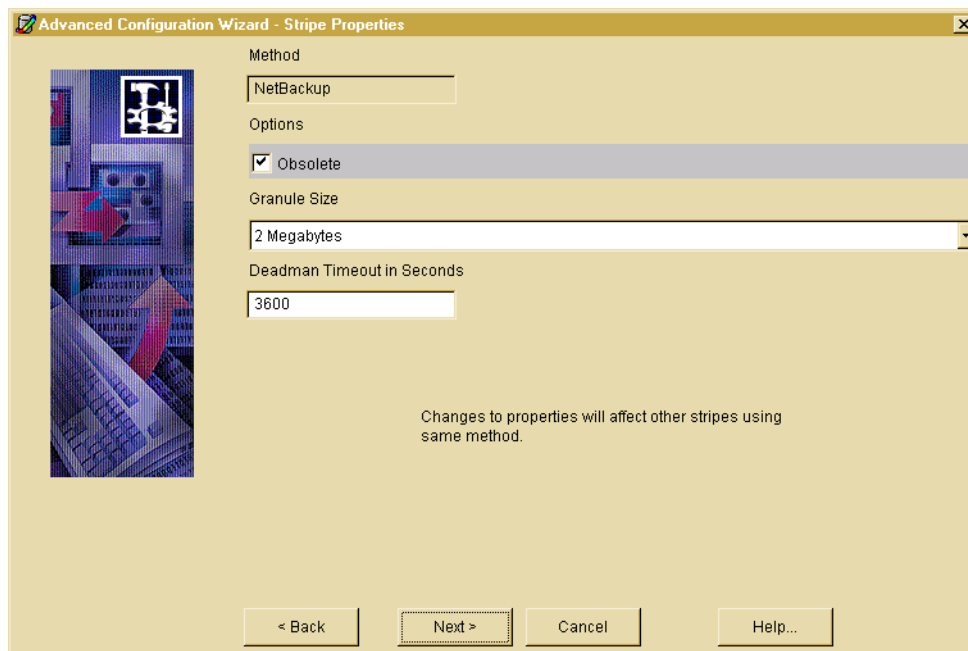 Advanced Configuration Wizard - Stripe Properties
Method
NetBackup
Options
Obsolete
Granule Size
2 Megabytes
Deadman Timeout in Seconds
3600
Changes to properties will affect other stripes using
same method.
< Back
Next >
Cancel
Help...